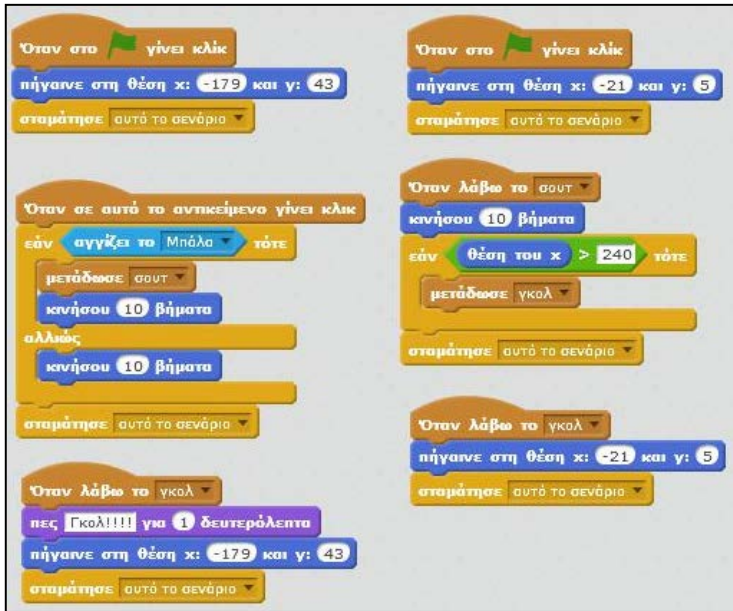 Όταν στο γίνει κλίκ
πήγαινε στη θέση x: -179 και y: 43
σταμάτησε αυτό το σενάριο
Όταν σε αυτό το αντικείμενο γίνει κλικ
εάν αγγίζει το Μπάλα τότε
μετάδωσε σουτ
κινήσου 10 βήματα
αλλιώς
κινήσου 10 βήματα
σταμάτησε αυτό το σενάριο
Όταν λάβω το γκολ
πες Γκολ!!!! για 1 δευτερόλεπτα
πήγαινε στη θέση x: -179 και y: 43
σταμάτησε αυτό το σενάριο
Όταν στο γίνει κλίκ
πήγαινε στη θέση x: -21 και y: 5
σταμάτησε αυτό το σενάριο
Όταν λάβω το σουτ
κινήσου 10 βήματα
εάν θέση του x > 240 τότε
μετάδωσε γκολ
σταμάτησε αυτό το σενάριο
Όταν λάβω το γκολ
πήγαινε στη θέση x: -21 και y: 5
σταμάτησε αυτό το σενάριο